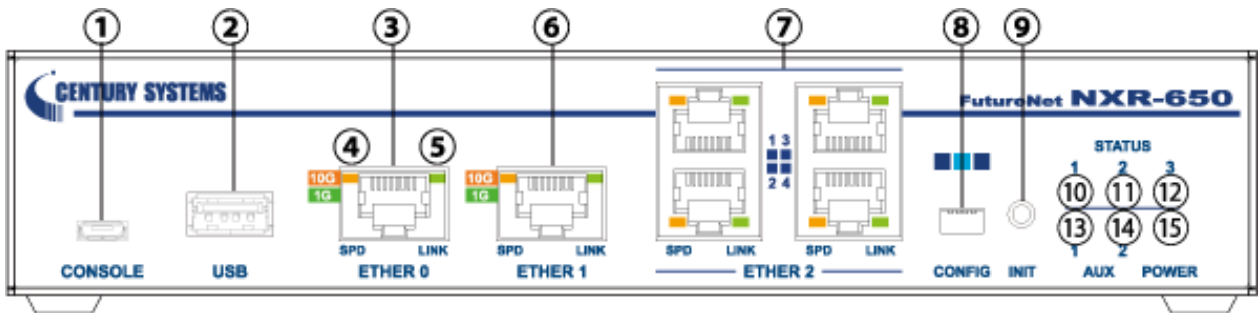 ① ② ③ ⑥ ⑦ ⑧ ⑨
CENTURY SYSTEMS
FutureNet NXR-650
④ ⑤
1 3
2 4
STATUS
1 2 3
10G
1G
10G
1G
⑩ ⑪ ⑫
⑬ ⑭ ⑮
SPD LINK
SPD LINK
SPD LINK
SPD LINK
1 2
CONSOLE
USB
ETHER 0
ETHER 1
ETHER 2
CONFIG
INIT
AUX
POWER